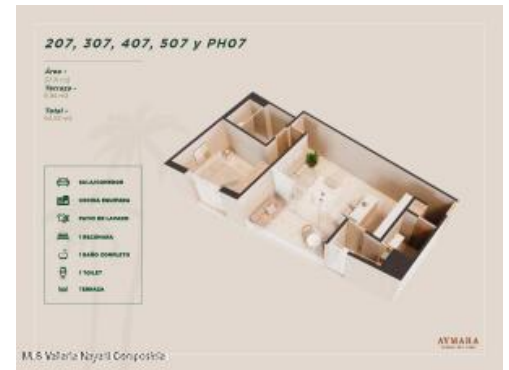 207, 307, 407, 507 y PH07
Área -
Terraza -
Total -
SALA/COMEDOR
COCINA EQUIPADA
PATIO DE LAVADO
1 RECÁMARA
1 BAÑO COMPLETO
1 TOILET
TERRAZA
AYMARA
MLS Vallarta Nayarit Compostela